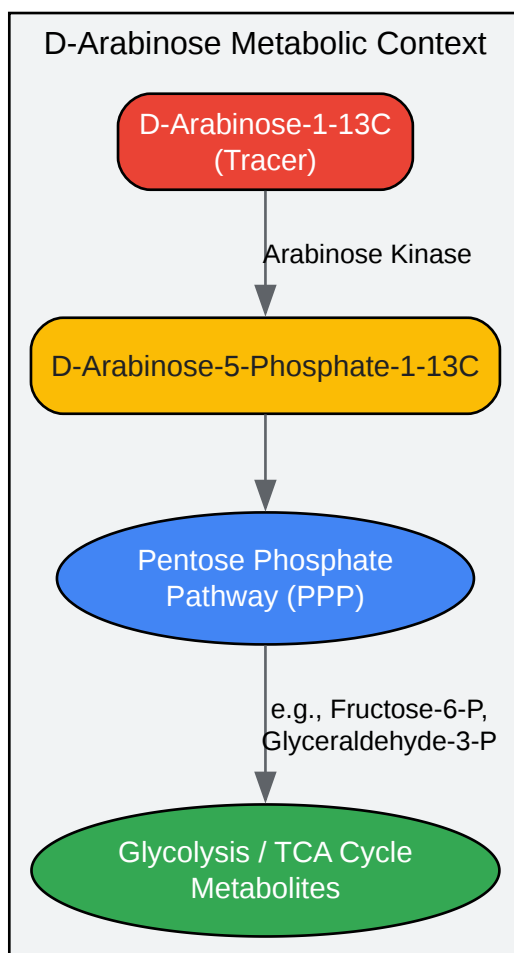 D-Arabinose Metabolic Context
D-Arabinose-1-13C
(Tracer)
Arabinose Kinase
D-Arabinose-5-Phosphate-1-13C
Pentose Phosphate
Pathway (PPP)
e.g., Fructose-6-P,
Glyceraldehyde-3-P
Glycolysis / TCA Cycle
Metabolites